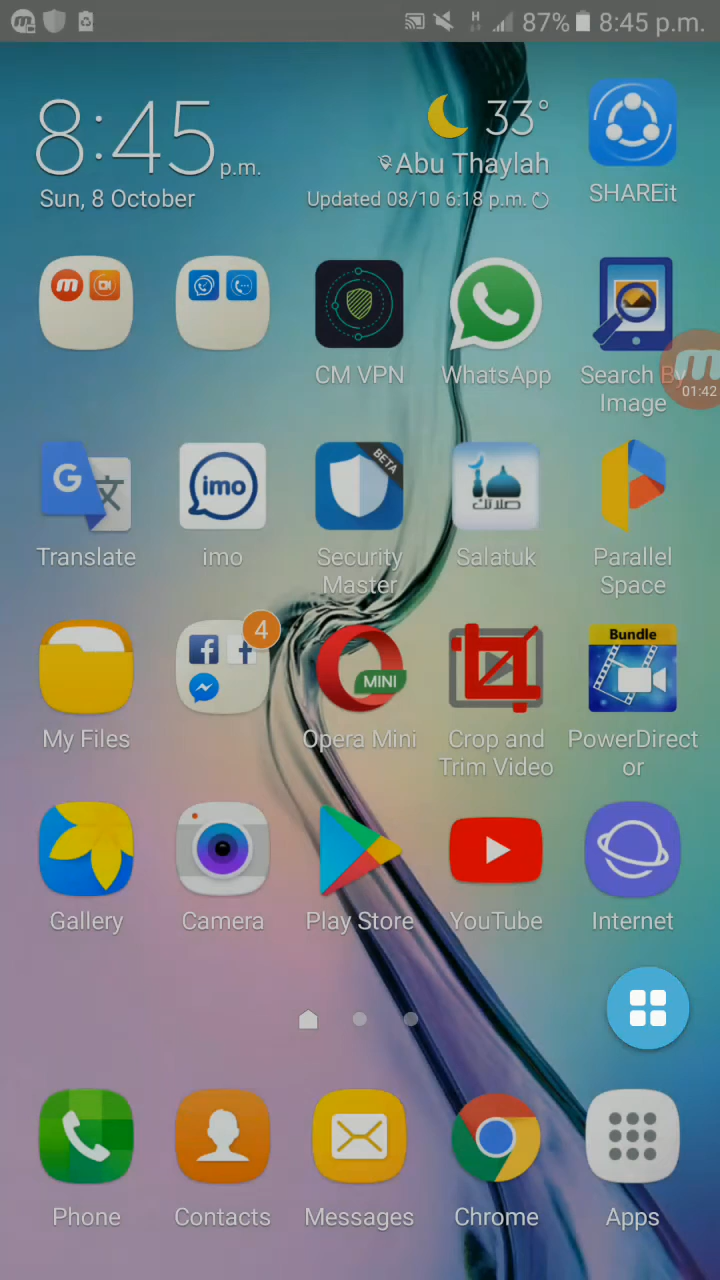 H 87% 8:45 p.m.
8:45 p.m.
Sun, 8 October
33°
Abu Thaylah
Updated 08/10 6:18 p.m.
SHAREit
CM VPN
WhatsApp
Search By
Image
01:42
G
文
imo
BETA
صلاتك
Translate
imo
Security
Master
Salatuk
Parallel
Space
4
MINI
Bundle
My Files
Opera Mini
Crop and
Trim Video
PowerDirect
or
Gallery
Camera
Play Store
YouTube
Internet
Phone
Contacts
Messages
Chrome
Apps